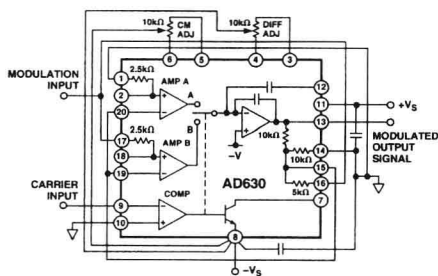 10kΩ CM ADJ
10kΩ DIFF ADJ
6 5 4 3
MODULATION INPUT
1 2.5kΩ AMP A
2
20
A
B
12
11 +VS
13
MODULATED OUTPUT SIGNAL
–V
10kΩ
17 2.5kΩ
18 AMP B
19
10kΩ 14
15
5kΩ 16
CARRIER INPUT
9 COMP
10
AD630
7
8
–VS